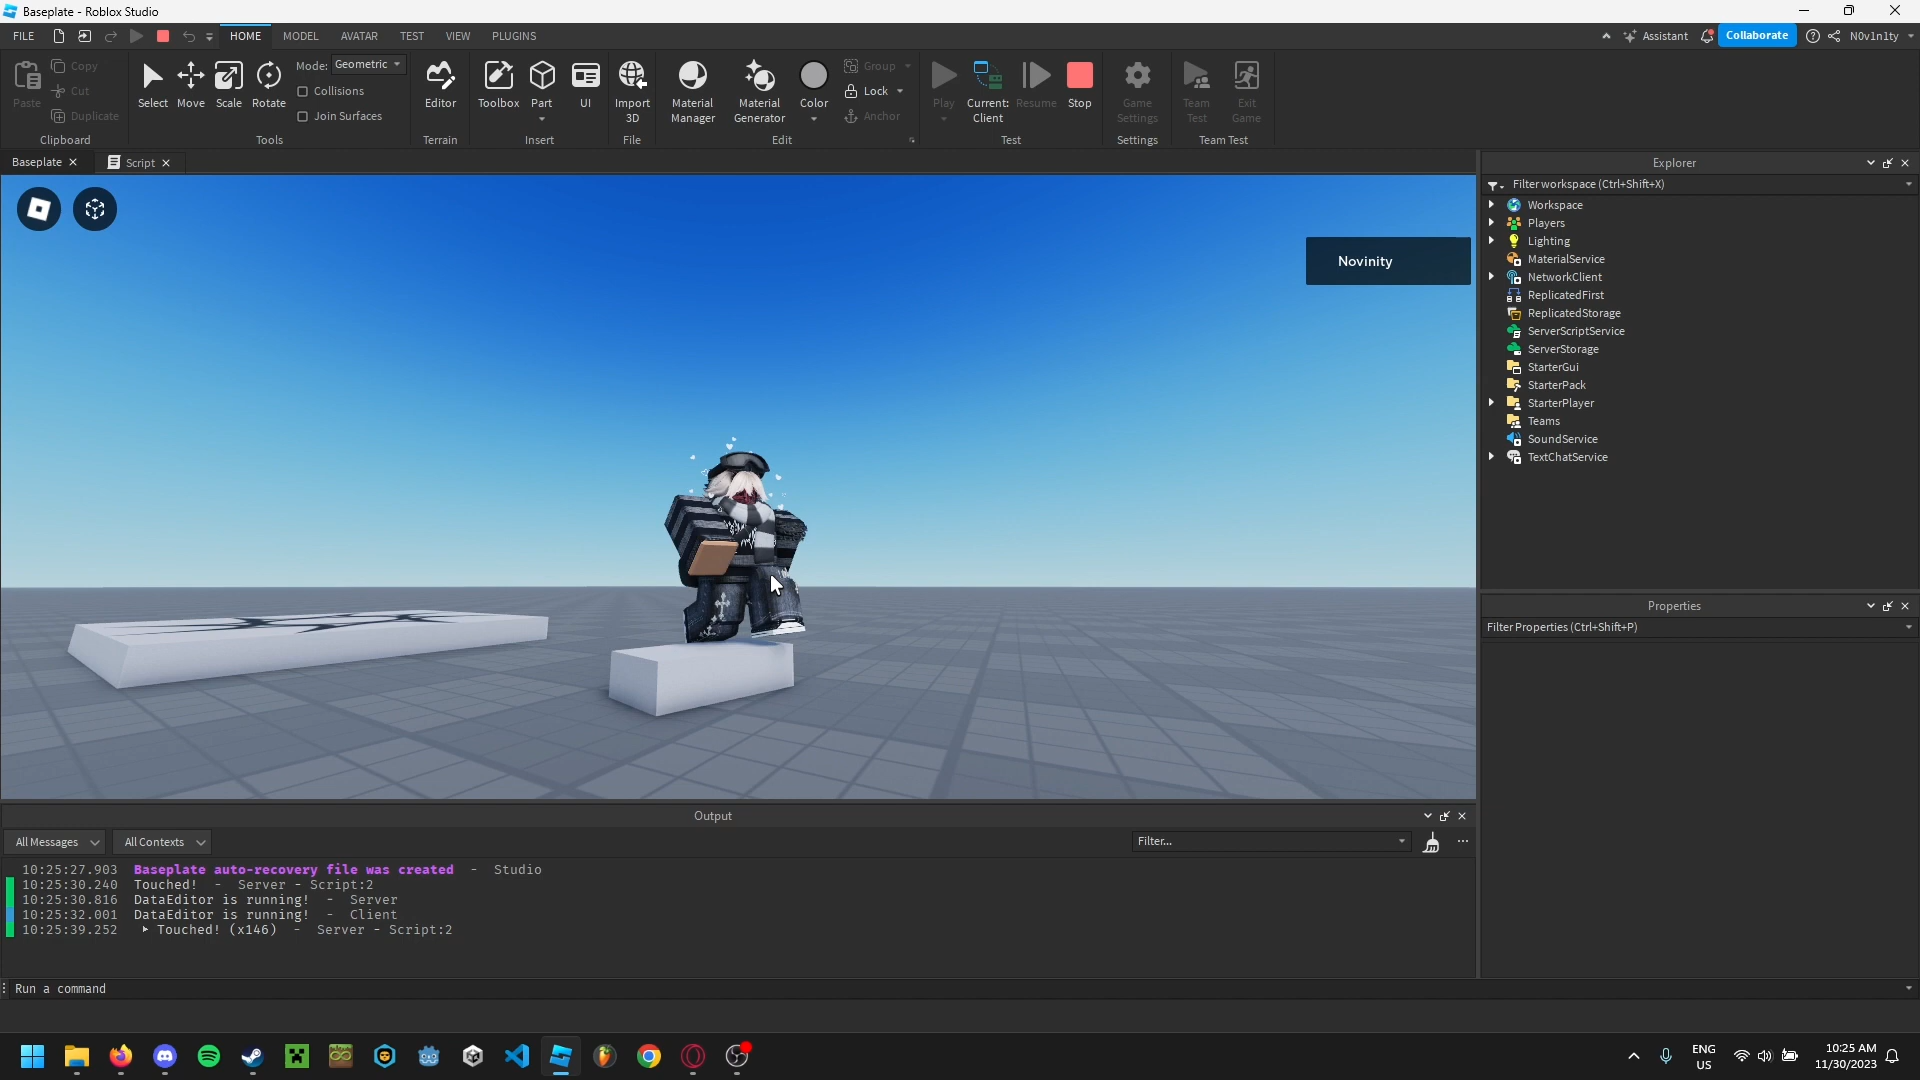 Baseplate - Roblox Studio
FILE HOME MODEL AVATAR TEST VIEW PLUGINS Assistant Collaborate N0v1n1ty
Paste Copy Cut Duplicate
Clipboard
Select Move Scale Rotate
Mode: Geometric
Collisions
Join Surfaces
Tools
Editor
Terrain
Toolbox Part UI
Insert
Import
3D
File
Material
Manager
Material
Generator
Color
Group
Lock
Anchor
Edit
Play
Current:
Client
Resume Stop
Test
Game
Settings
Settings
Team
Test
Exit
Game
Team Test
Baseplate Script
Novinity
Explorer
Filter workspace (Ctrl+Shift+X)
Workspace
Players
Lighting
MaterialService
NetworkClient
ReplicatedFirst
ReplicatedStorage
ServerScriptService
ServerStorage
StarterGui
StarterPack
StarterPlayer
Teams
SoundService
TextChatService
Properties
Filter Properties (Ctrl+Shift+P)
Output
All Messages All Contexts Filter...
10:25:27.903 Baseplate auto-recovery file was created - Studio
10:25:30.240 Touched! - Server - Script:2
10:25:30.816 DataEditor is running! - Server
10:25:32.001 DataEditor is running! - Client
10:25:39.252 Touched! (x146) - Server - Script:2
Run a command
ENG
US
10:25 AM
11/30/2023